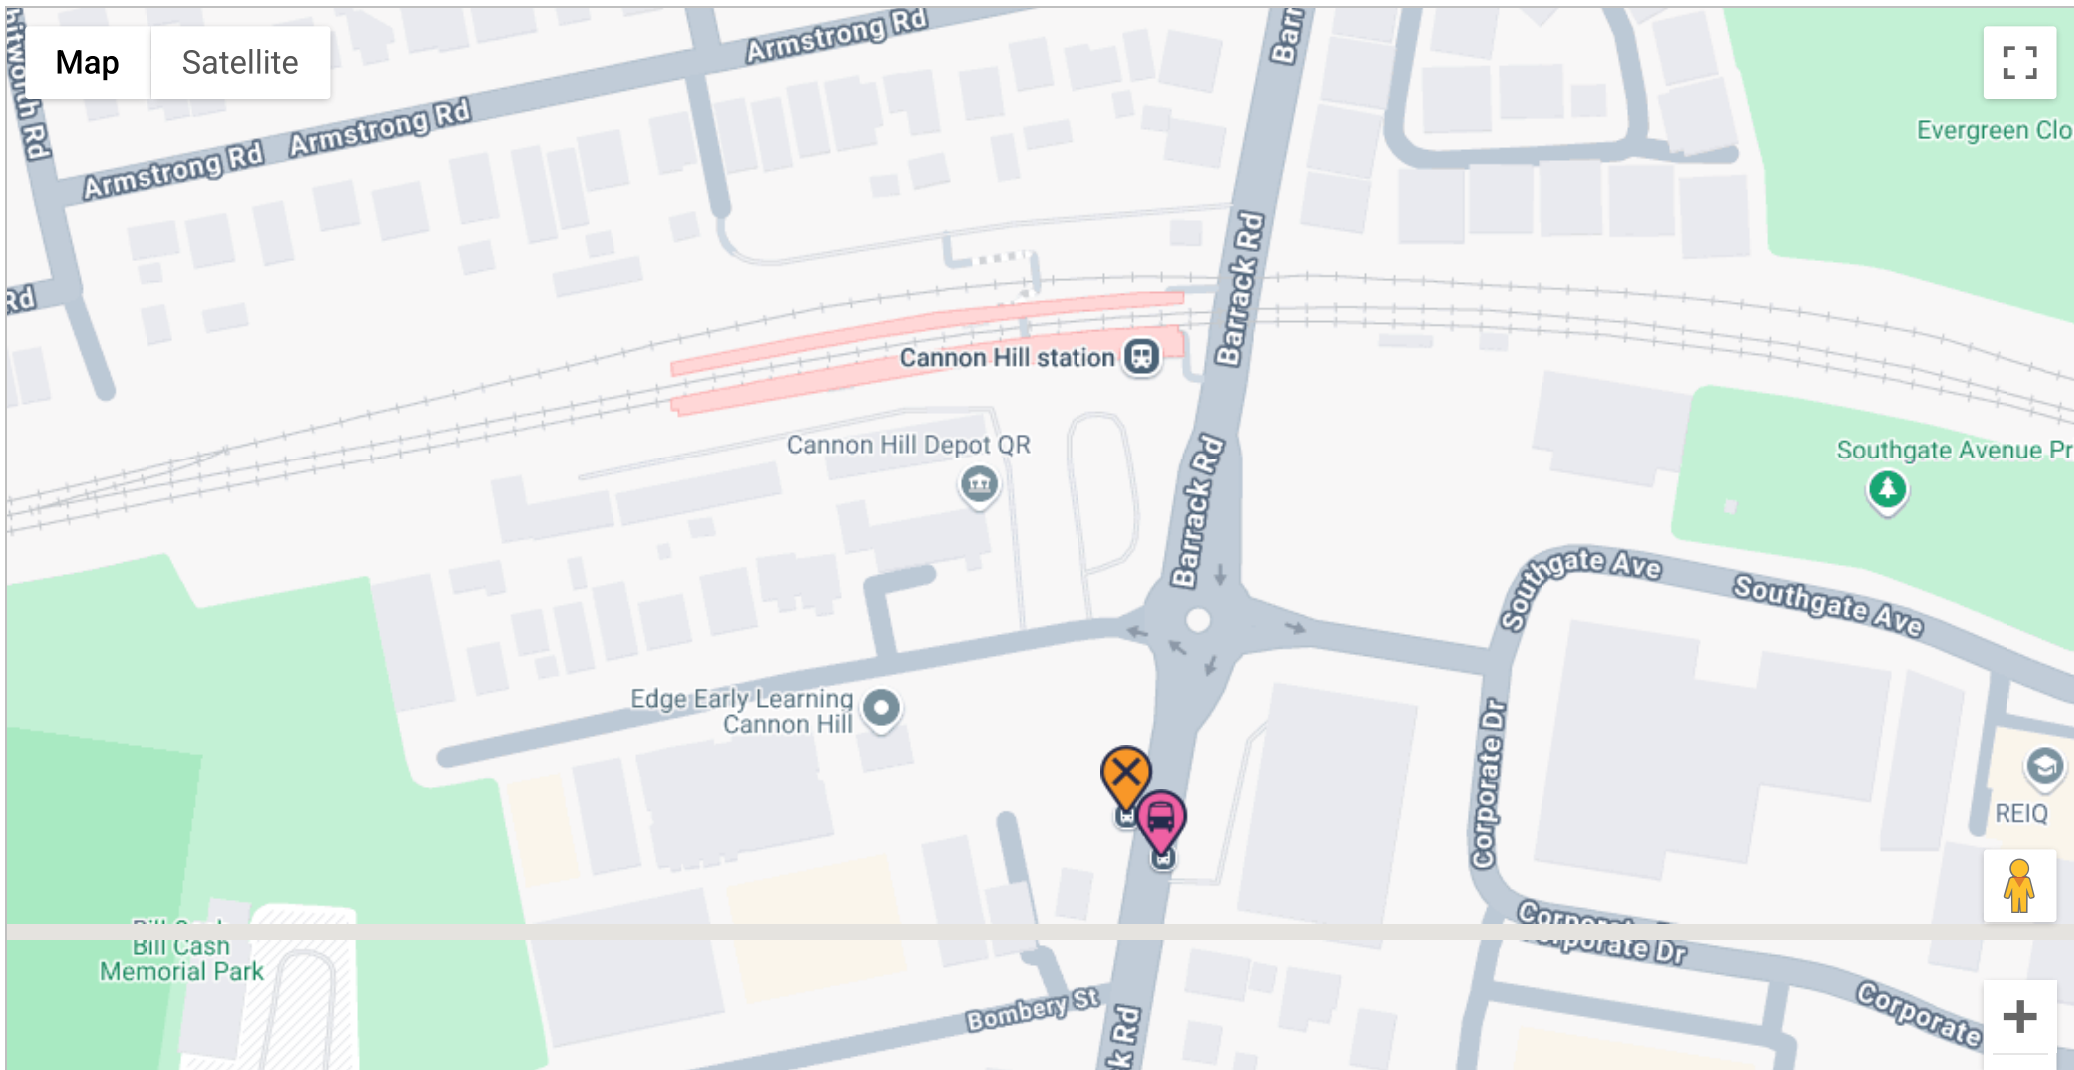 Map
Satellite
Armstrong Rd
Armstrong Rd
Armstrong Rd
Barrack Rd
Evergreen Clo
Rd
Cannon Hill station
Cannon Hill Depot QR
Barrack Rd
Southgate Avenue Pr
Southgate Ave
Southgate Ave
Edge Early Learning
Cannon Hill
Corporate Dr
REIQ
Bill Cash
Memorial Park
Corporate Dr
Bombery St
Corporate
k Rd